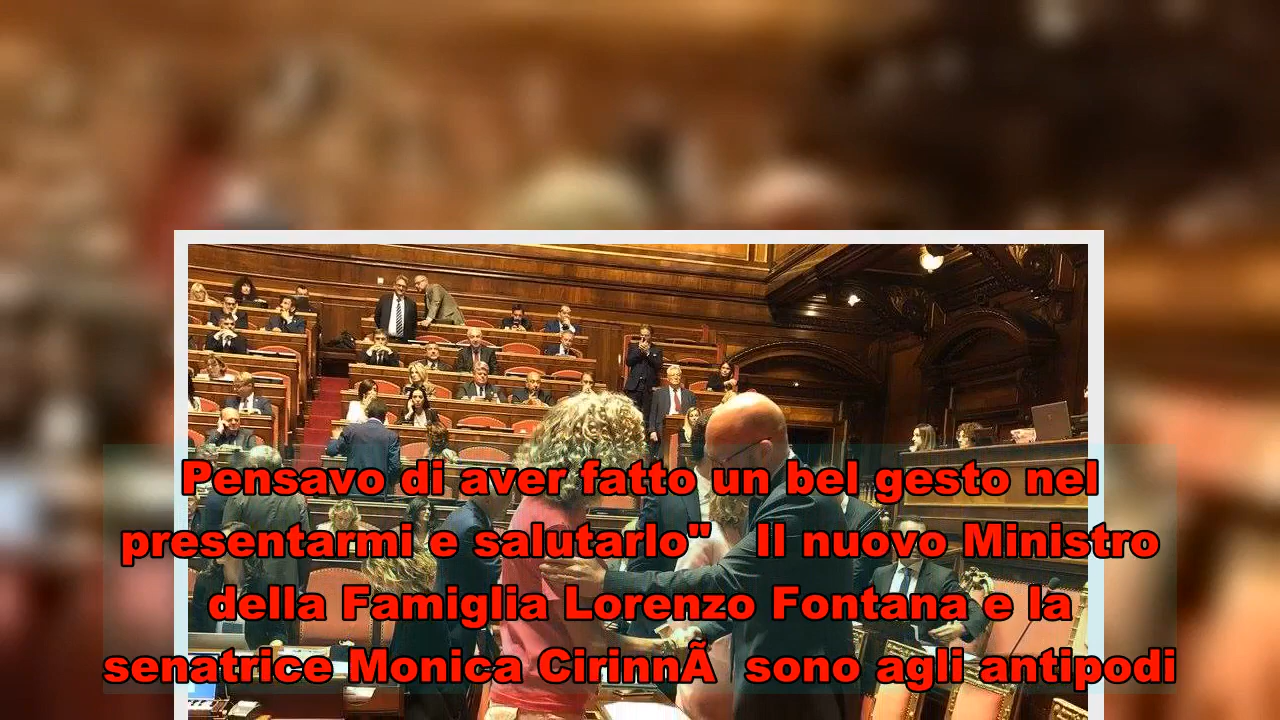 Pensavo di aver fatto un bel gesto nel
presentarmi e salutarlo"   Il nuovo Ministro
della Famiglia Lorenzo Fontana e la
senatrice Monica CirinnÃ  sono agli antipodi